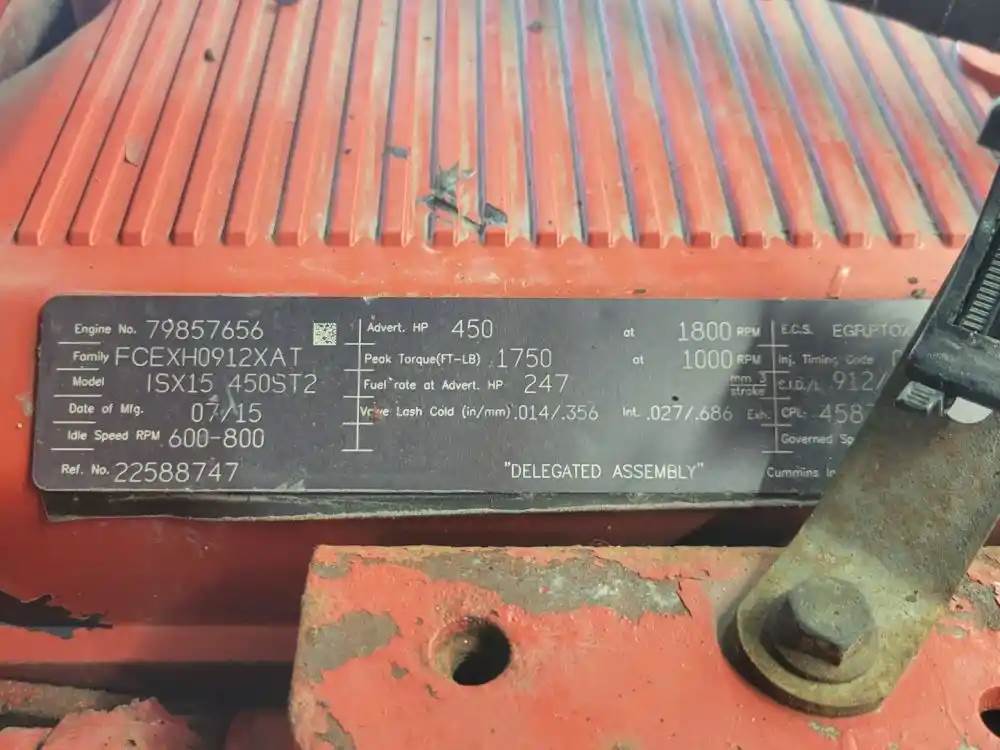 Engine No. 79857656
Family FCEXH0912XAT
Model ISX15 450ST2
Date of Mfg. 07/15
Idle Speed RPM 600-800
Ref. No. 22588747
Advert. HP 450 at 1800 RPM
Peak Torque(FT-LB) 1750 at 1000 RPM
Fuel rate at Advert. HP 247 mm 3 stroke
Valve Lash Cold (in/mm) .014/.356 Int. .027/.686 Exh.
"DELEGATED ASSEMBLY"
E.C.S.
Inj. Timing Code
C.I.D./L 912/
CPL: 458
Governed
Cummins